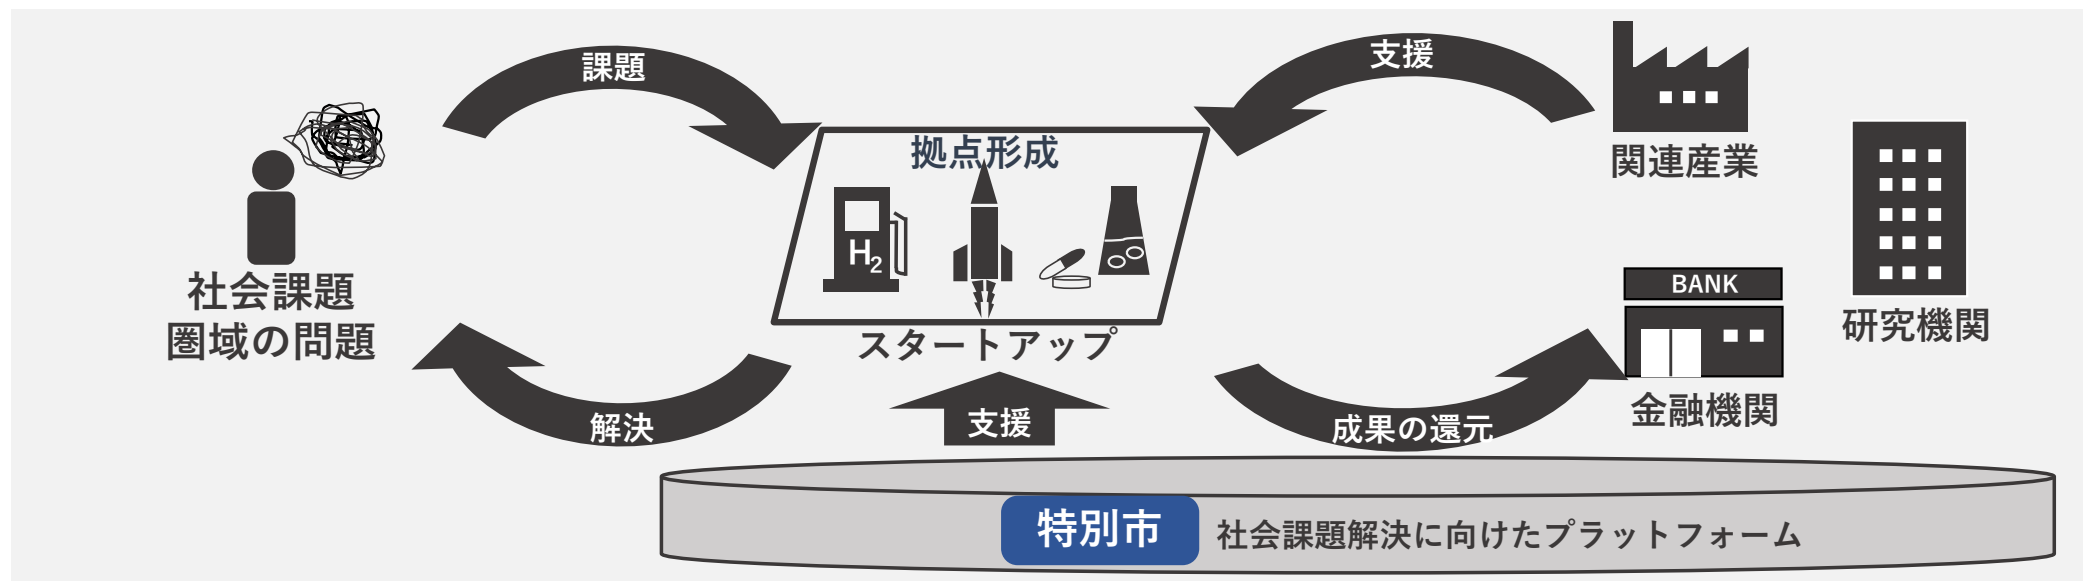 課題
支援
拠点形成
H2
関連産業
社会課題
圏域の問題
BANK
研究機関
スタートアップ
解決
支援
成果の還元
金融機関
特別市
社会課題解決に向けたプラットフォーム